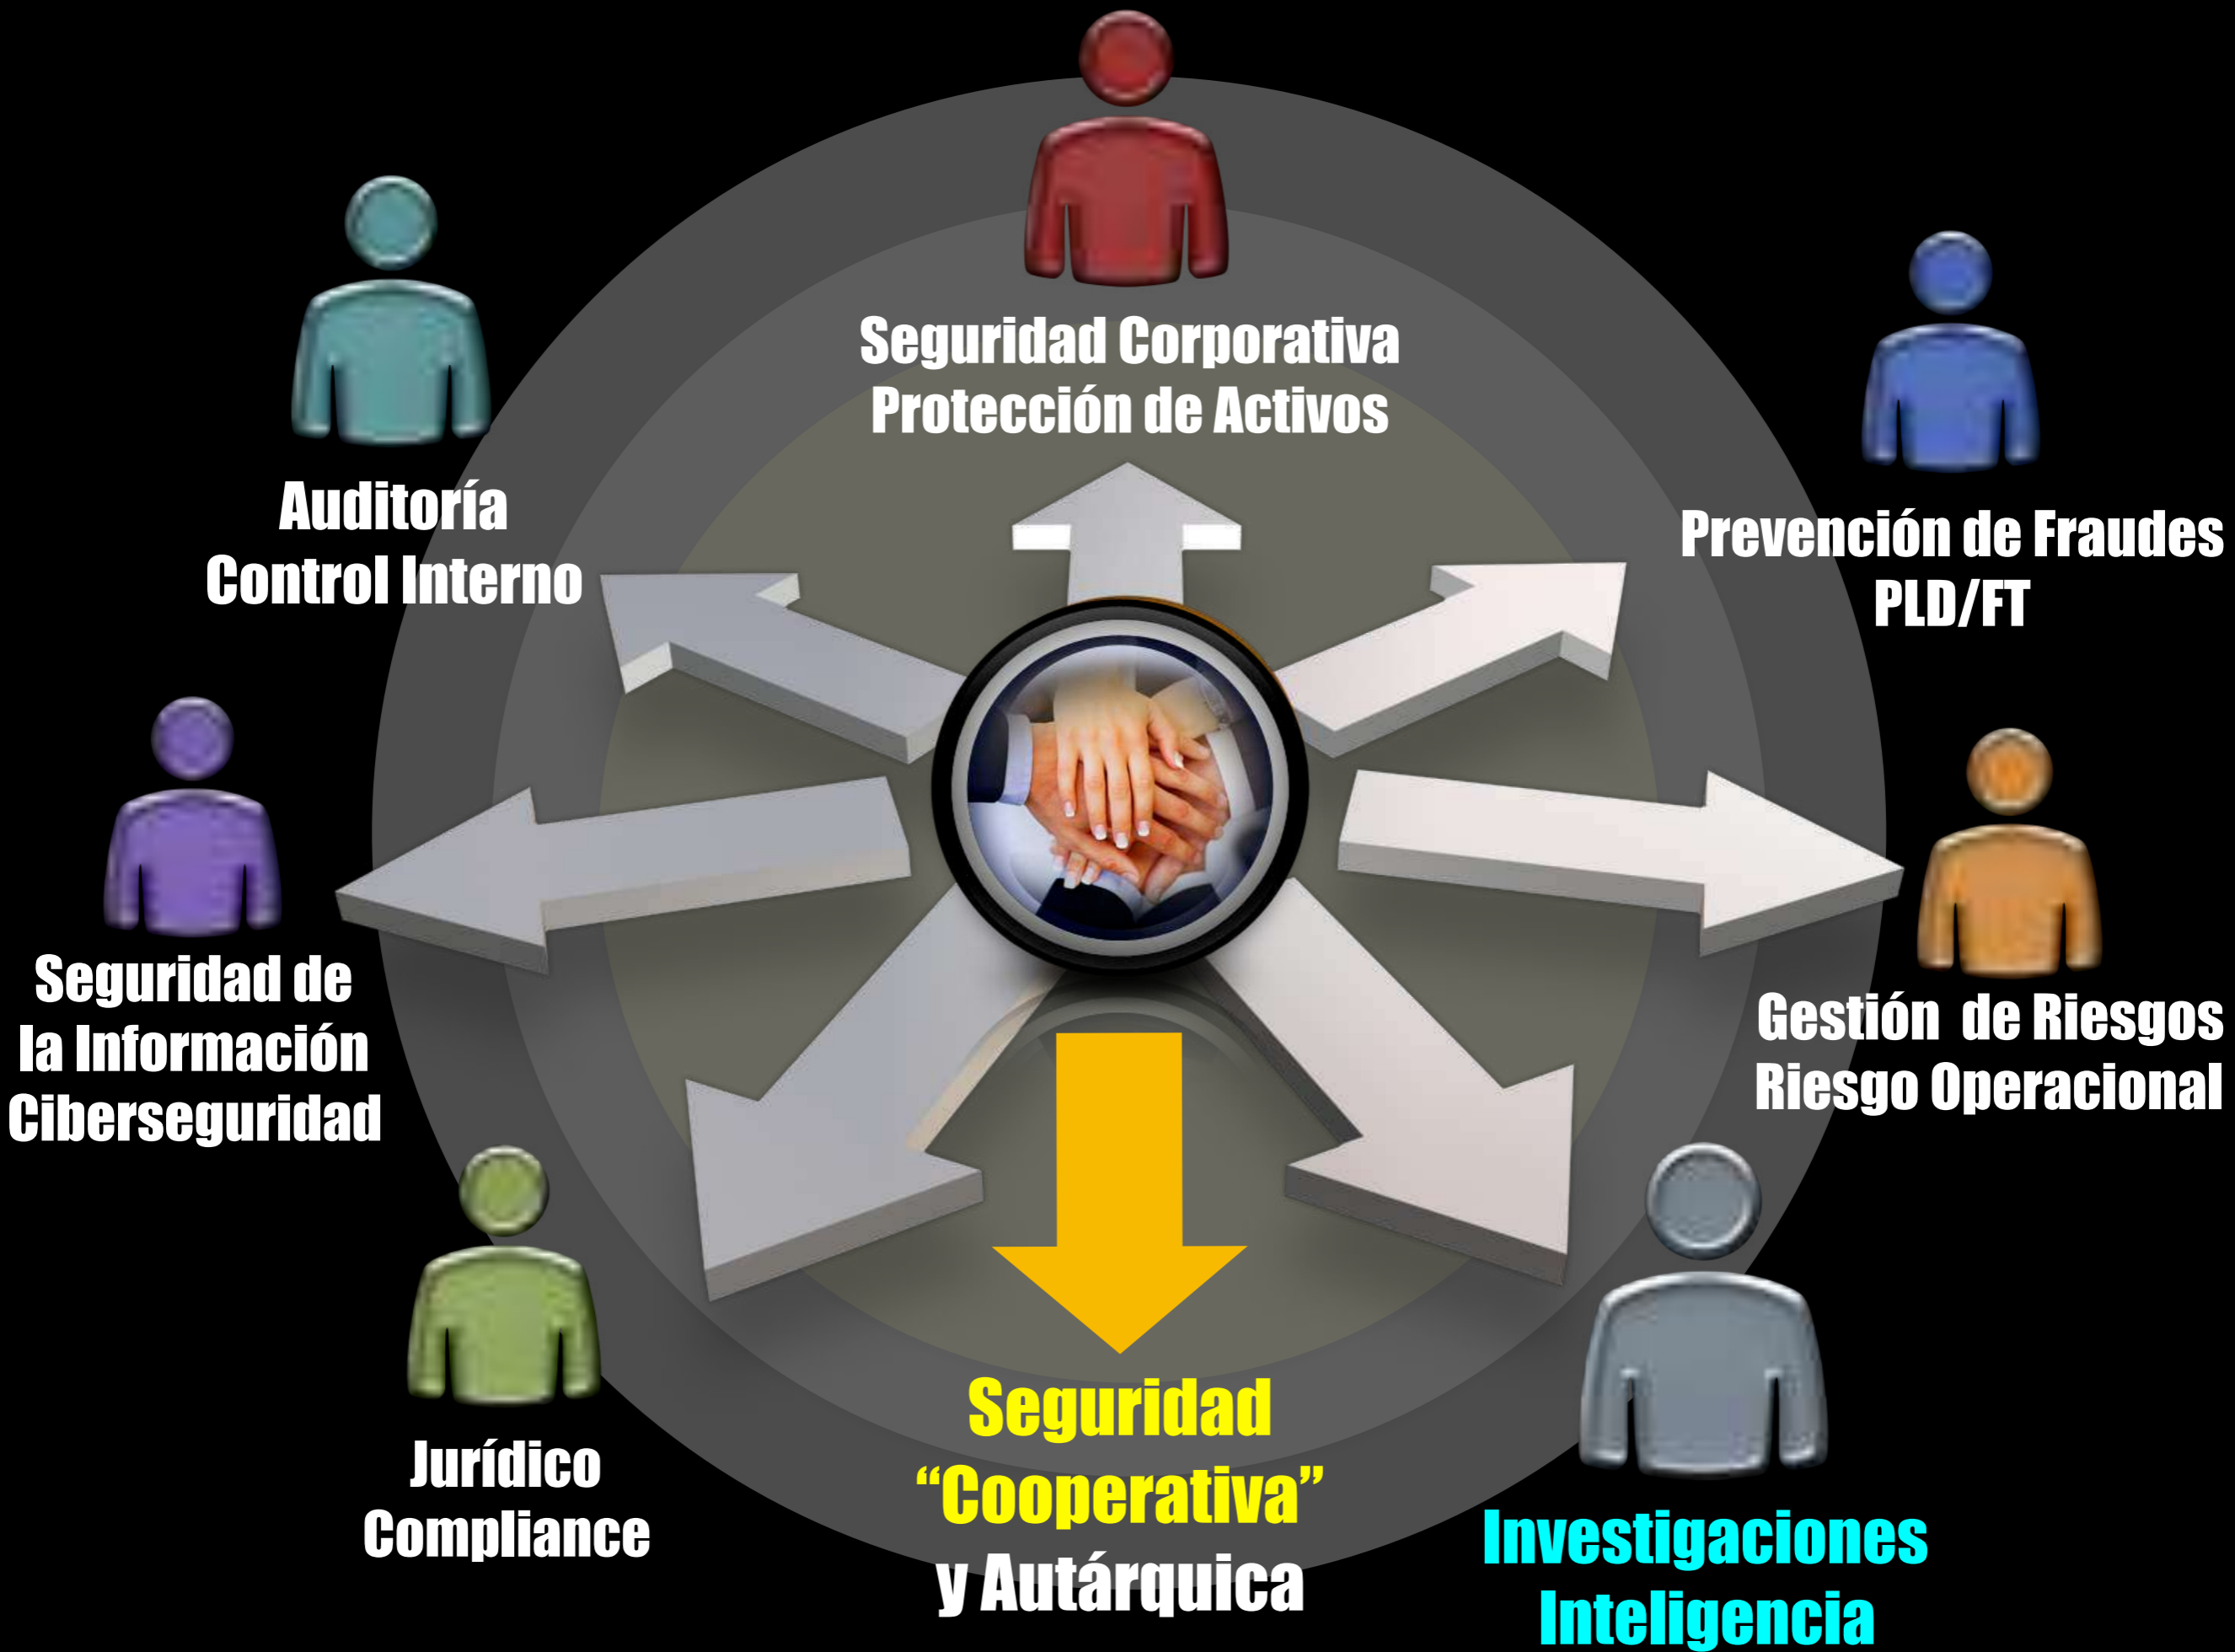 Seguridad Corporativa
Protección de Activos
Auditoría
Control Interno
Prevención de Fraudes
PLD/FT
Seguridad de
la Información
Ciberseguridad
Gestión de Riesgos
Riesgo Operacional
Jurídico
Compliance
Seguridad
“Cooperativa”
y Autárquica
Investigaciones
Inteligencia